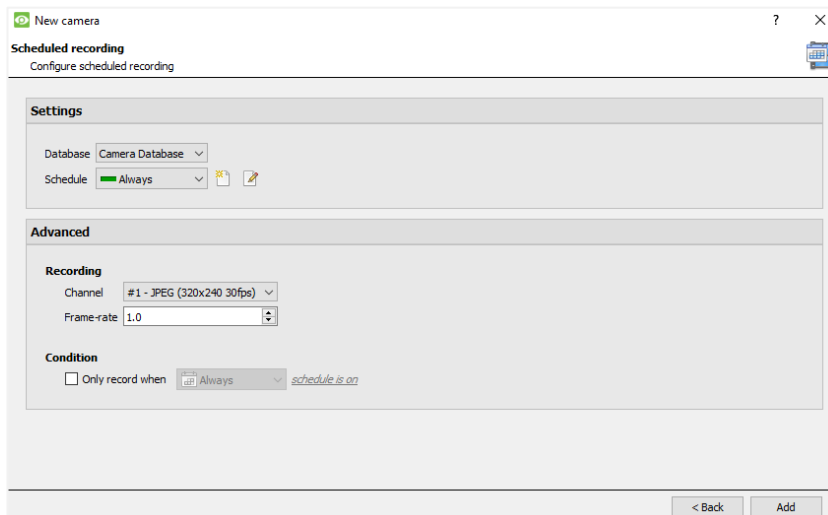 New camera
?
Scheduled recording
Configure scheduled recording
Settings
Database Camera Database
Schedule Always
Advanced
Recording
Channel #1 - JPEG (320x240 30fps)
Frame-rate 1.0
Condition
Only record when Always schedule is on
< Back Add